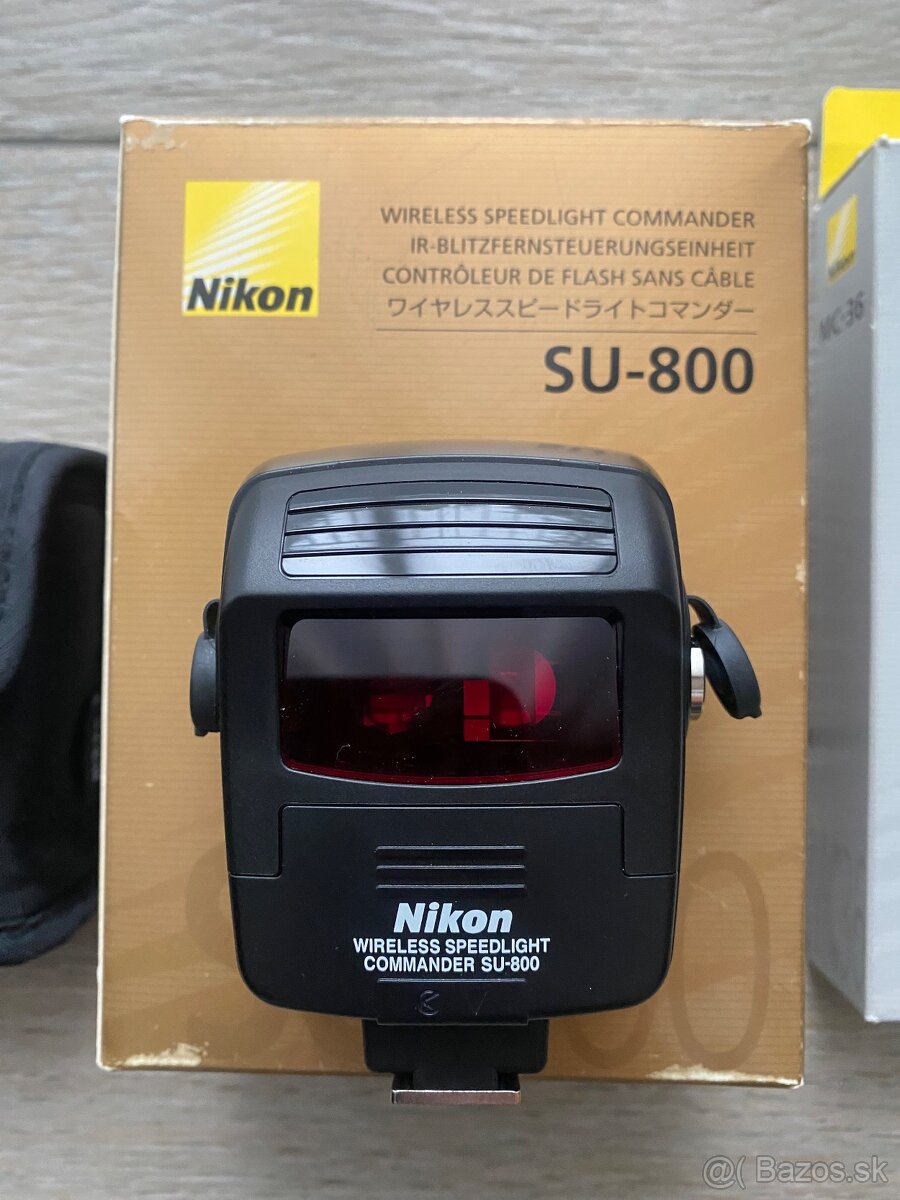 Nikon
WIRELESS SPEEDLIGHT COMMANDER
IR-BLITZFERNSTEUERUNGSEINHEIT
CONTRÔLEUR DE FLASH SANS CÂBLE
ワイヤレススピードライトコマンダー
SU-800
Nikon
WIRELESS SPEEDLIGHT
COMMANDER SU-800
Nikon
MC-36
@( Bazos.sk